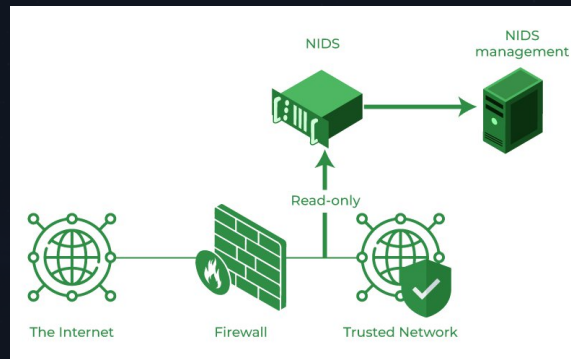 NIDS
NIDS
management
Read-only
The Internet
Firewall
Trusted Network